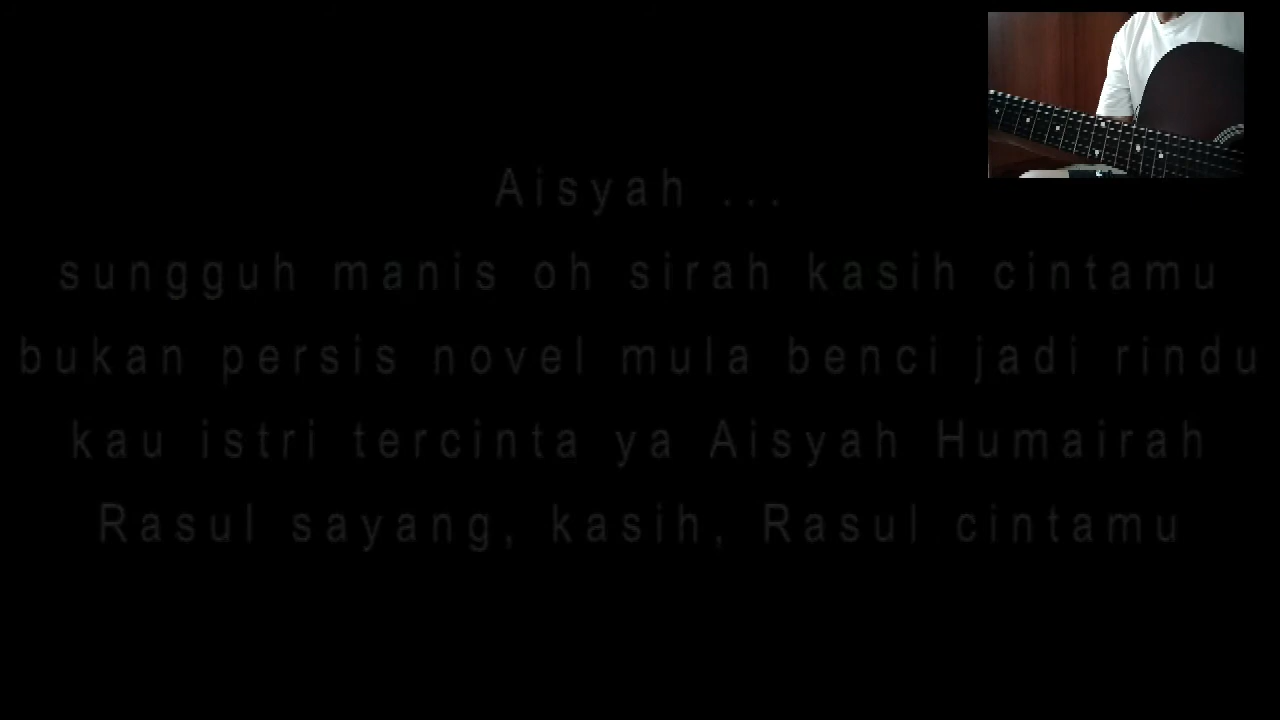 Aisyah ...
sungguh manis oh sirah kasih cintamu
bukan persis novel mula benci jadi rindu
kau istri tercinta ya Aisyah Humairah
Rasul sayang, kasih, Rasul cintamu